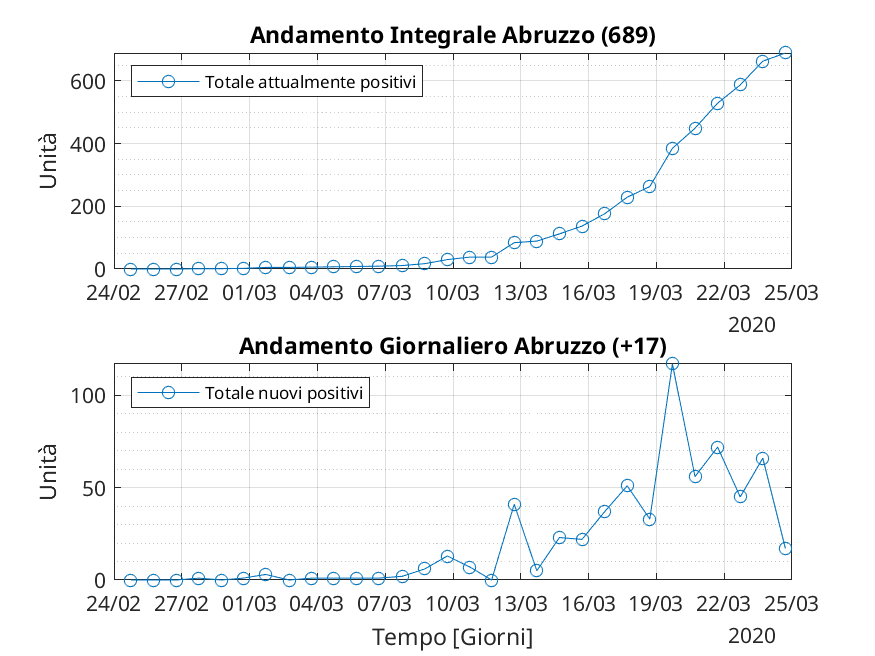 Andamento Integrale Abruzzo (689)
Totale attualmente positivi
Unità
600
400
200
0
24/02 27/02 01/03 04/03 07/03 10/03 13/03 16/03 19/03 22/03 25/03
2020
Andamento Giornaliero Abruzzo (+17)
Totale nuovi positivi
Unità
100
50
0
24/02 27/02 01/03 04/03 07/03 10/03 13/03 16/03 19/03 22/03 25/03
Tempo [Giorni]
2020